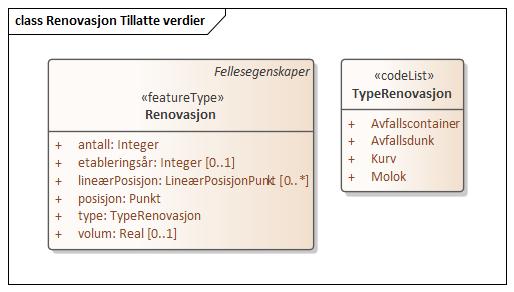 class Renovasjon Tillatte verdier
Fellesegenskaper
«featureType»
Renovasjon
+ antall: Integer
+ etableringsår: Integer [0..1]
+ lineærPosisjon: LineærPosisjonPunkt [0..*]
+ posisjon: Punkt
+ type: TypeRenovasjon
+ volum: Real [0..1]
«codeList»
TypeRenovasjon
+ Avfallscontainer
+ Avfallsdunk
+ Kurv
+ Molok